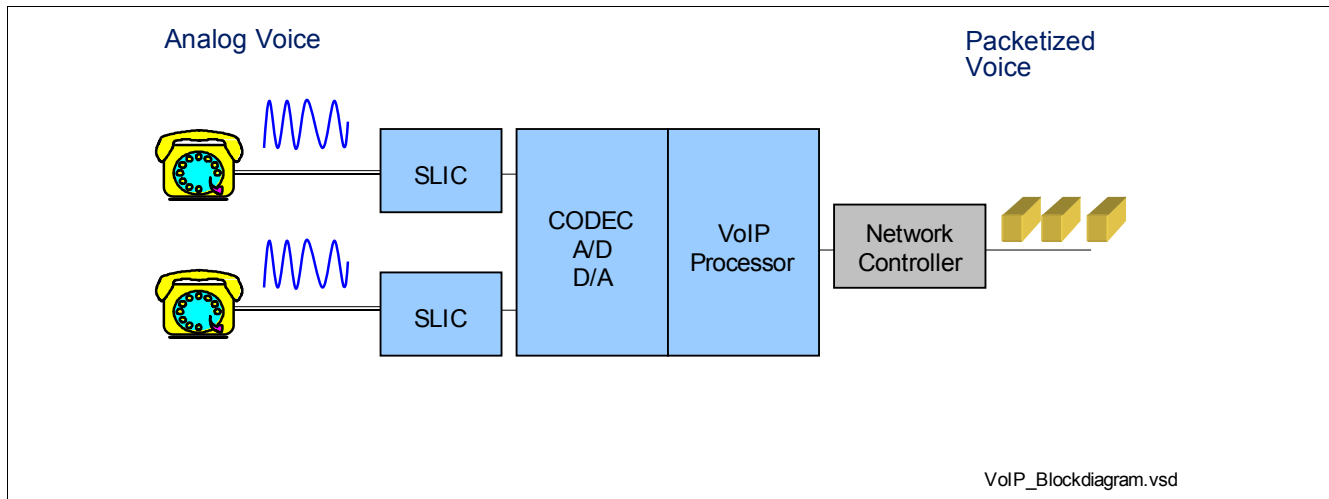 Analog Voice
Packetized
Voice
SLIC
SLIC
CODEC
A/D
D/A
VoIP
Processor
Network
Controller
VoIP_Blockdiagram.vsd